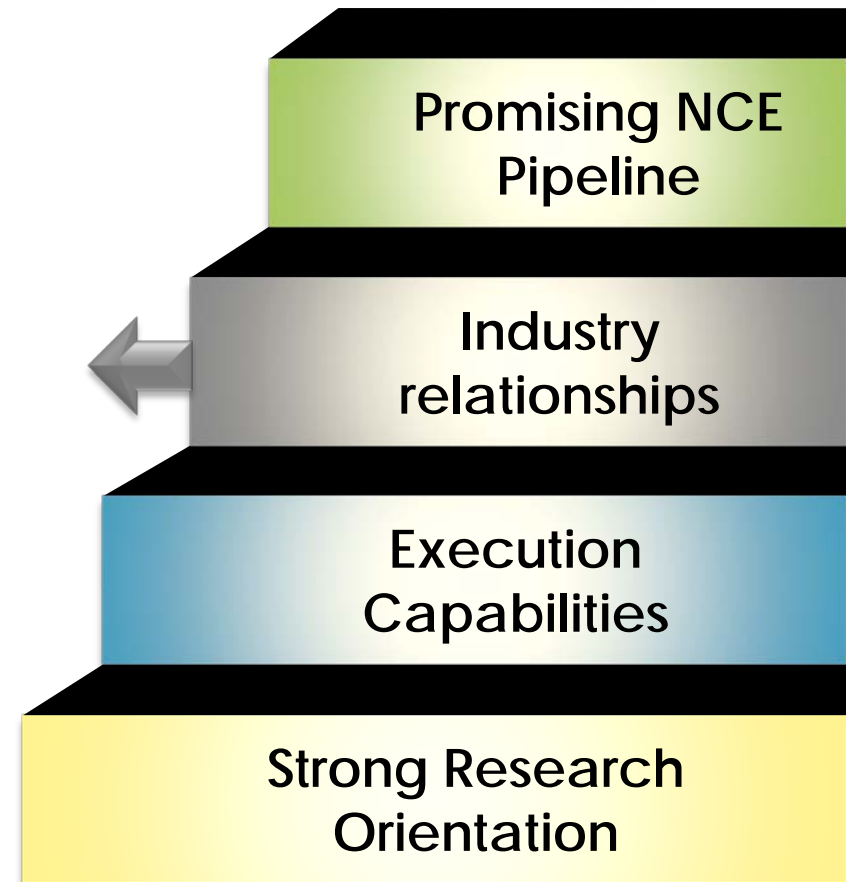 Promising NCE
Pipeline
Industry
relationships
Execution
Capabilities
Strong Research
Orientation